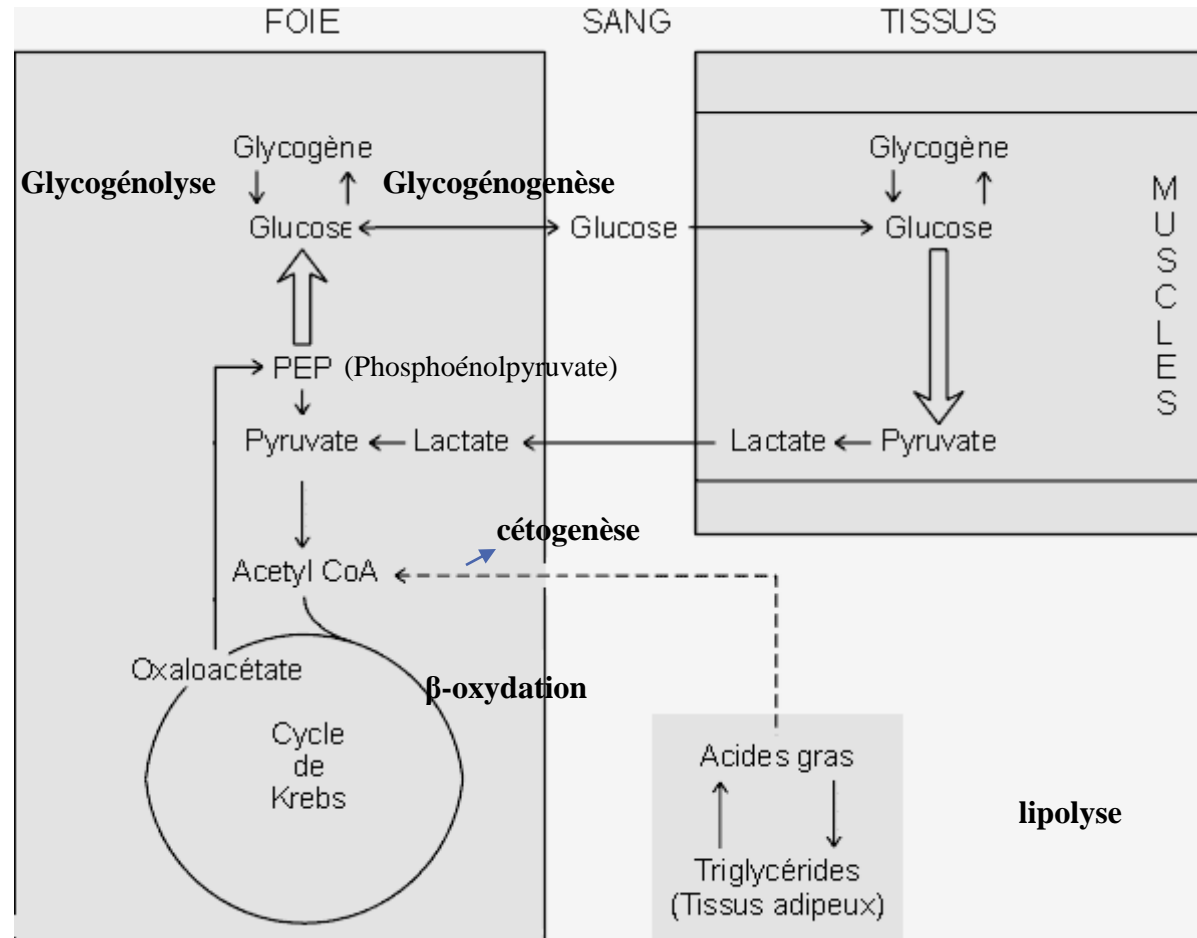 FOIE SANG TISSUS
Glycogène Glycogène
Glycogénolyse Glycogénogenèse
Glucose Glucose Glucose
MUSCLES
PEP (Phosphoénolpyruvate)
Pyruvate Lactate Lactate Pyruvate
cétogenèse
Acetyl CoA
Oxaloacétate
β-oxydation
Cycle
de
Krebs
Acides gras
lipolyse
Triglycérides
(Tissus adipeux)